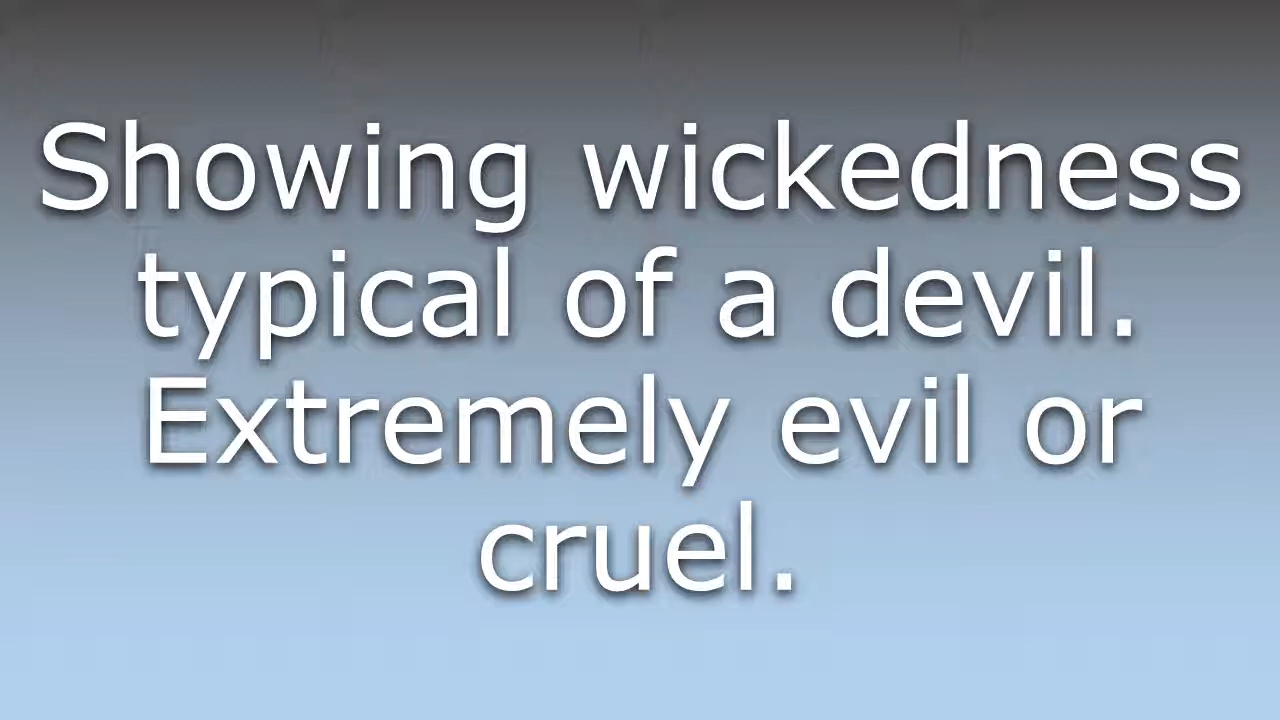 Showing wickedness
typical of a devil.
Extremely evil or
cruel.